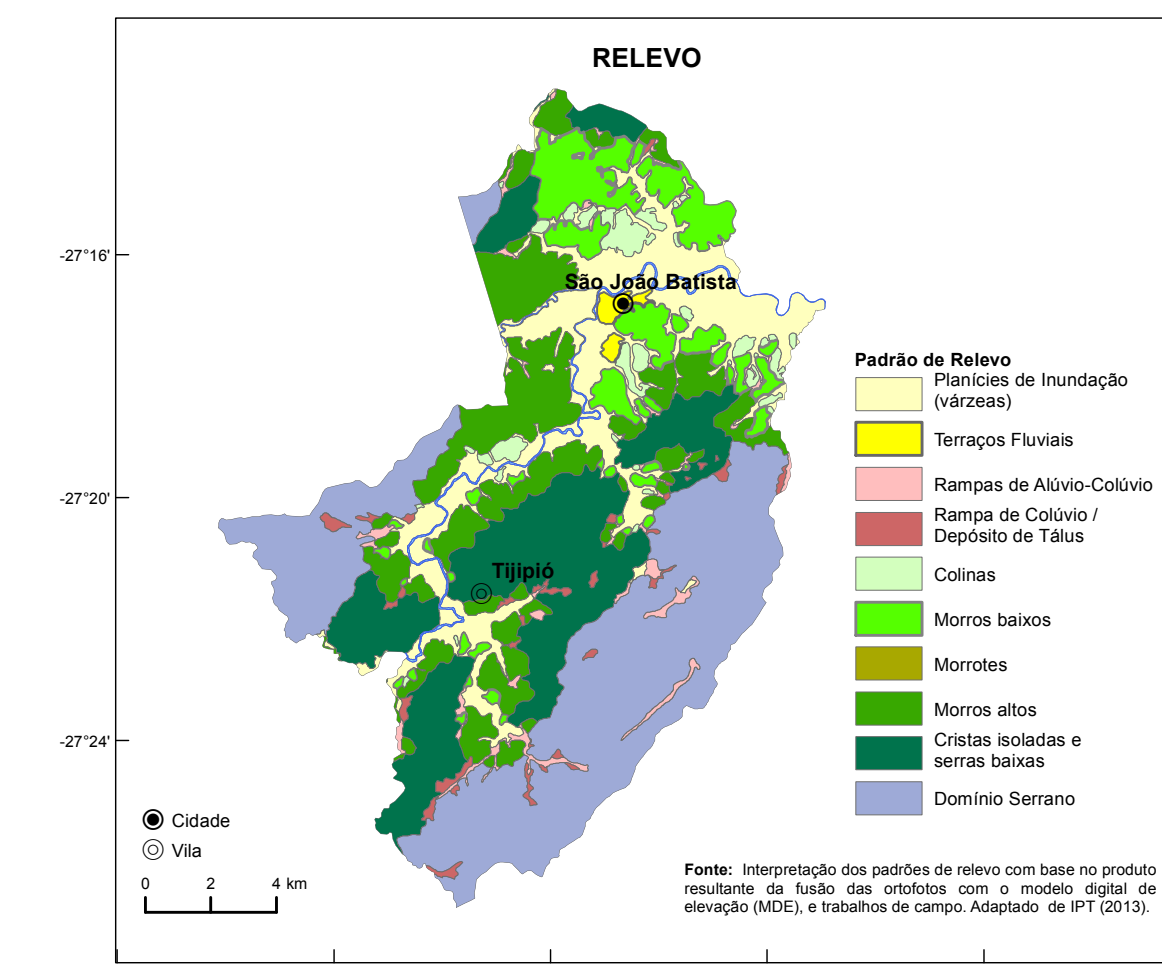 RELEVO
-27°16'
São João Batista
Padrão de Relevo
Planícies de Inundação
(várzeas)
Terraços Fluviais
Rampas de Alúvio-Colúvio
Rampa de Colúvio /
Depósito de Tálus
Colinas
Morros baixos
Morrotes
Morros altos
Cristas isoladas e
serras baixas
Domínio Serrano
-27°20'
Tijipió
-27°24'
Cidade
Vila
0 2 4 km
Fonte: Interpretação dos padrões de relevo com base no produto
resultante da fusão das ortofotos com o modelo digital de
elevação (MDE), e trabalhos de campo. Adaptado de IPT (2013).